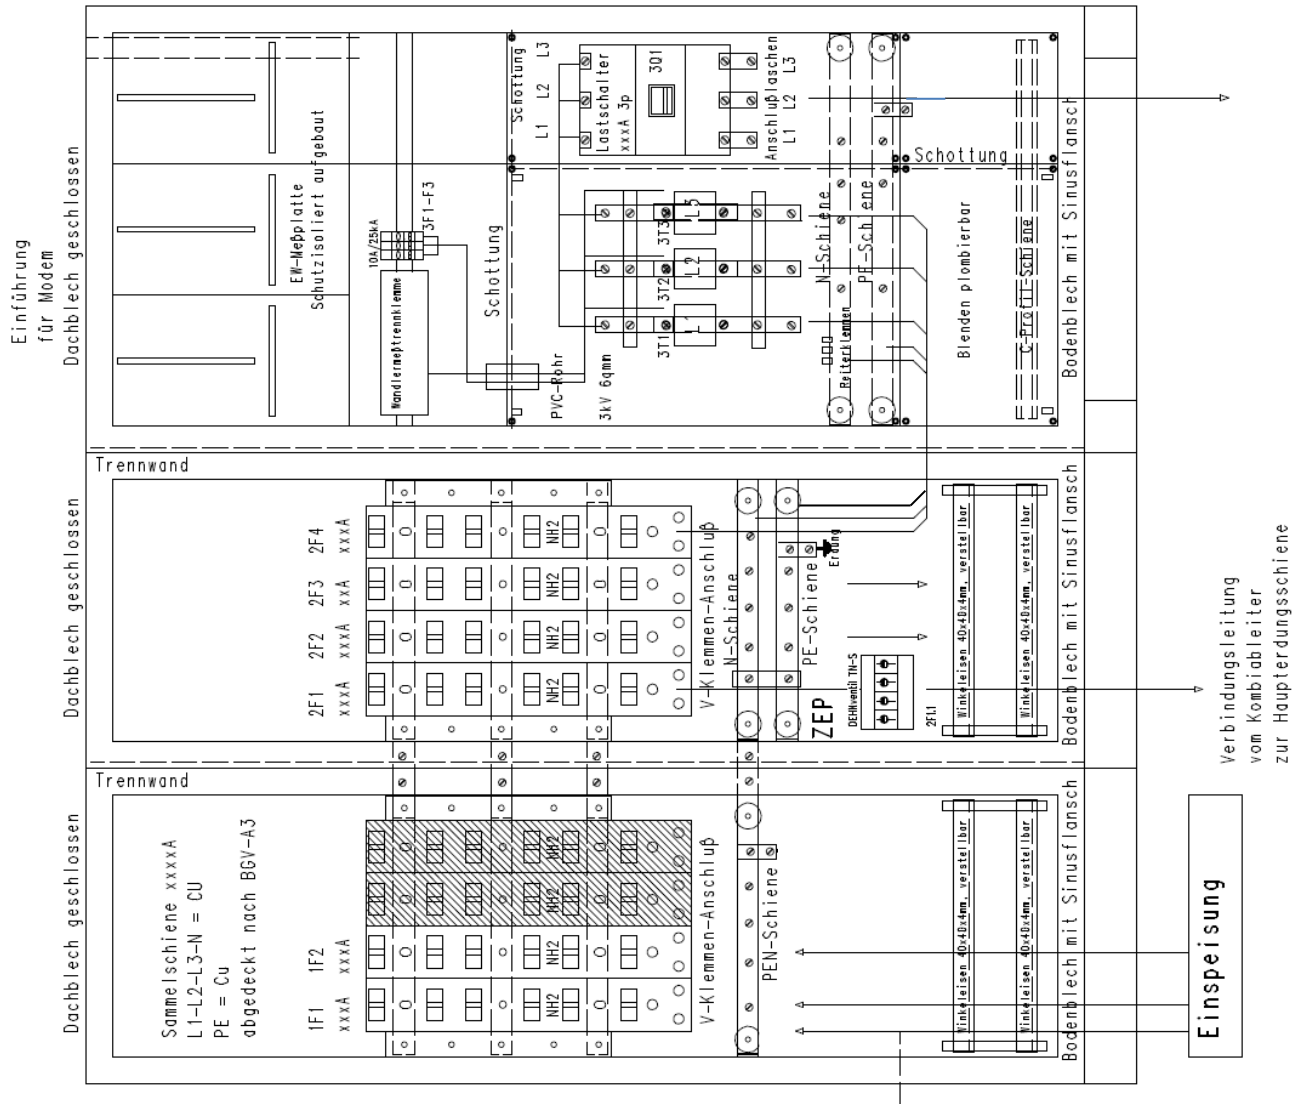 Einführung
für Modem
Dachblech geschlossen
EW-Meßplatte
Schutzisoliert aufgebaut
10A/25kA
3F1-F3
Wandlermeßtrennklemme
Schottung
PVC-Rohr
3kV 6qmm
Schottung
L1
L2
L3
Lastschalter
xxxA 3p
3Q1
Anschlußlaschen
L1
L2
L3
3T1
3T2
3T3
L1
L2
L3
N-Schiene
PE-Schiene
Reiterklemmen
Schottung
Blenden plombierbar
C-Profil-Schiene
Bodenblech mit Sinusflansch
Trennwand
Dachblech geschlossen
2F1
xxxA
2F2
xxxA
2F3
xxA
2F4
xxxA
NH2
NH2
NH2
NH2
V-Klemmen-Anschluß
N-Schiene
PE-Schiene
Erdung
ZEP
DEHNventil TN-S
2F1.1
Winkeleisen 40x40x4mm, verstellbar
Winkeleisen 40x40x4mm, verstellbar
Bodenblech mit Sinusflansch
Verbindungsleitung
vom Kombiableiter
zur Haupterdungsschiene
Trennwand
Dachblech geschlossen
Sammelschiene xxxxA
L1-L2-L3-N = CU
PE = Cu
abgedeckt nach BGV-A3
1F1
xxxA
1F2
xxxA
NH2
NH2
NH2
NH2
V-Klemmen-Anschluß
PEN-Schiene
Winkeleisen 40x40x4mm, verstellbar
Winkeleisen 40x40x4mm, verstellbar
Bodenblech mit Sinusflansch
Einspeisung